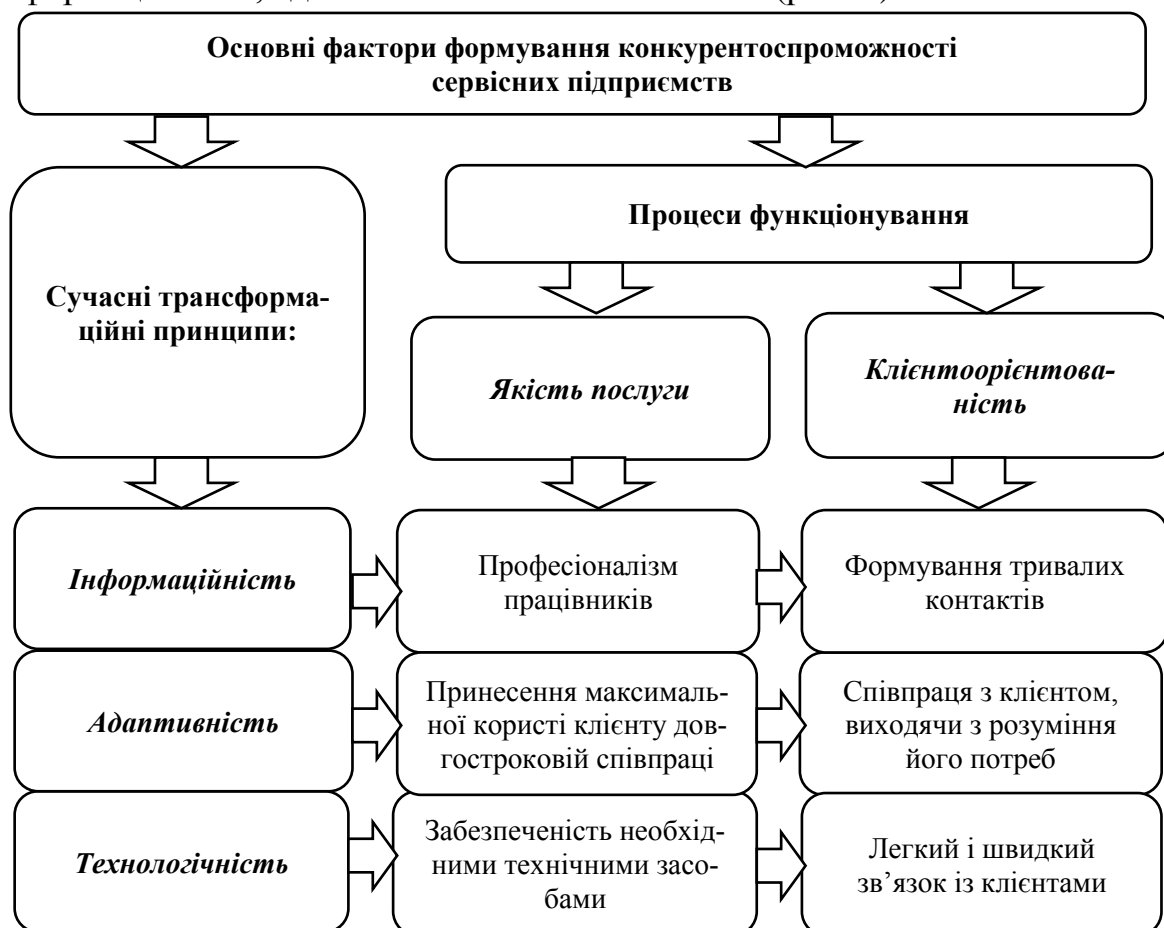 Основні фактори формування конкурентоспроможності
сервісних підприємств
Процеси функціонування
Сучасні трансформа-
ційні принципи:
Якість послуги
Клієнтоорієнтова-
ність
Інформаційність
Професіоналізм
працівників
Формування тривалих
контактів
Адаптивність
Принесення максималь-
ної користі клієнту дов-
гостроковій співпраці
Співпраця з клієнтом,
виходячи з розуміння
його потреб
Технологічність
Забезпеченість необхід-
ними технічними засо-
бами
Легкий і швидкий
зв’язок із клієнтами